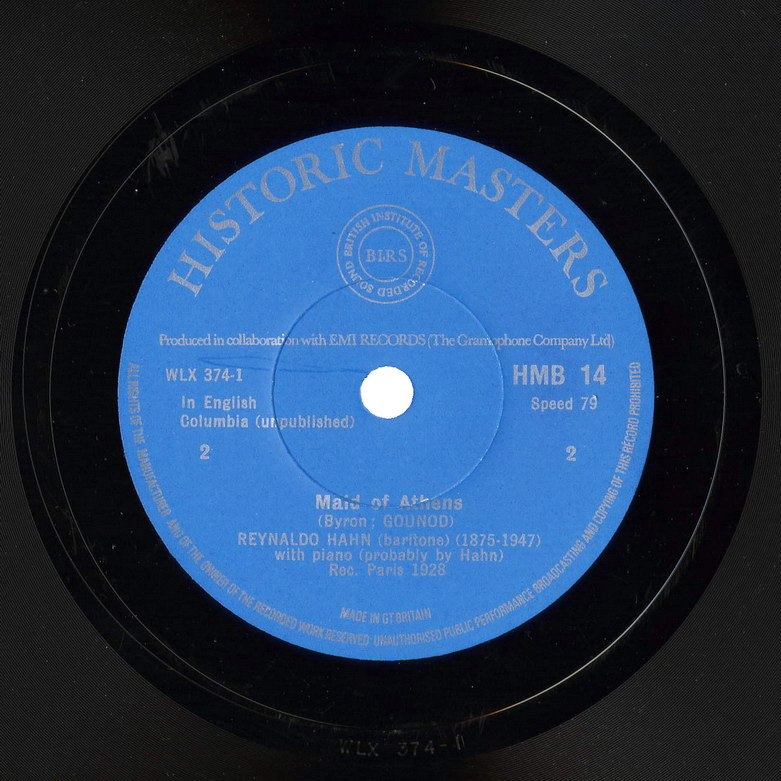 HISTORIC MASTERS
BRITISH INSTITUTE OF RECORDED SOUND
B.I.R.S
Produced in collaboration with EMI RECORDS (The Gramophone Company Ltd)
WLX 374-1
HMB 14
In English
Speed 79
Columbia (unpublished)
2
2
Maid of Athens
(Byron ; GOUNOD)
REYNALDO HAHN (baritone) (1875-1947)
with piano (probably by Hahn)
Rec. Paris 1928
MADE IN GT BRITAIN
ALL RIGHTS OF THE MANUFACTURER AND OF THE OWNER OF THE RECORDED WORK RESERVED UNAUTHORISED PUBLIC PERFORMANCE BROADCASTING AND COPYING OF THIS RECORD PROHIBITED
WLX 374-1